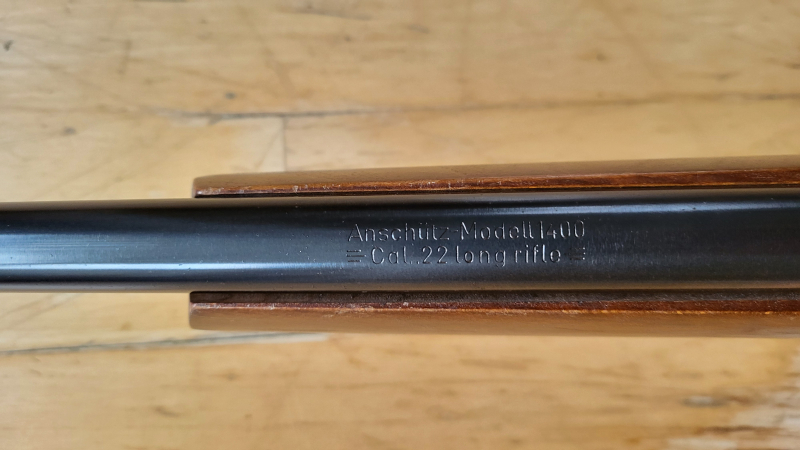 Anschütz-Modell 1400
Cal. 22 long rifle